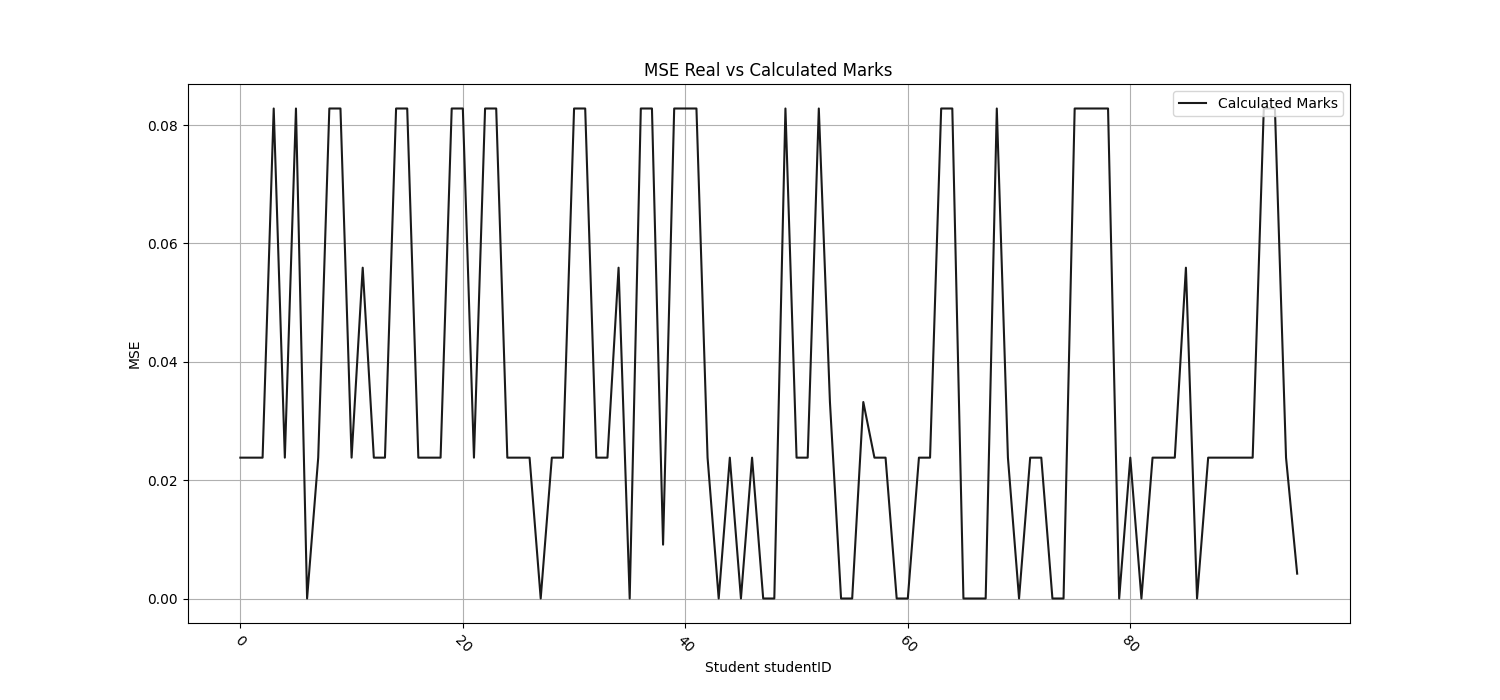 MSE Real vs Calculated Marks
Calculated Marks
0.08
0.06
0.04
0.02
0.00
MSE
0
20
40
60
80
Student studentID